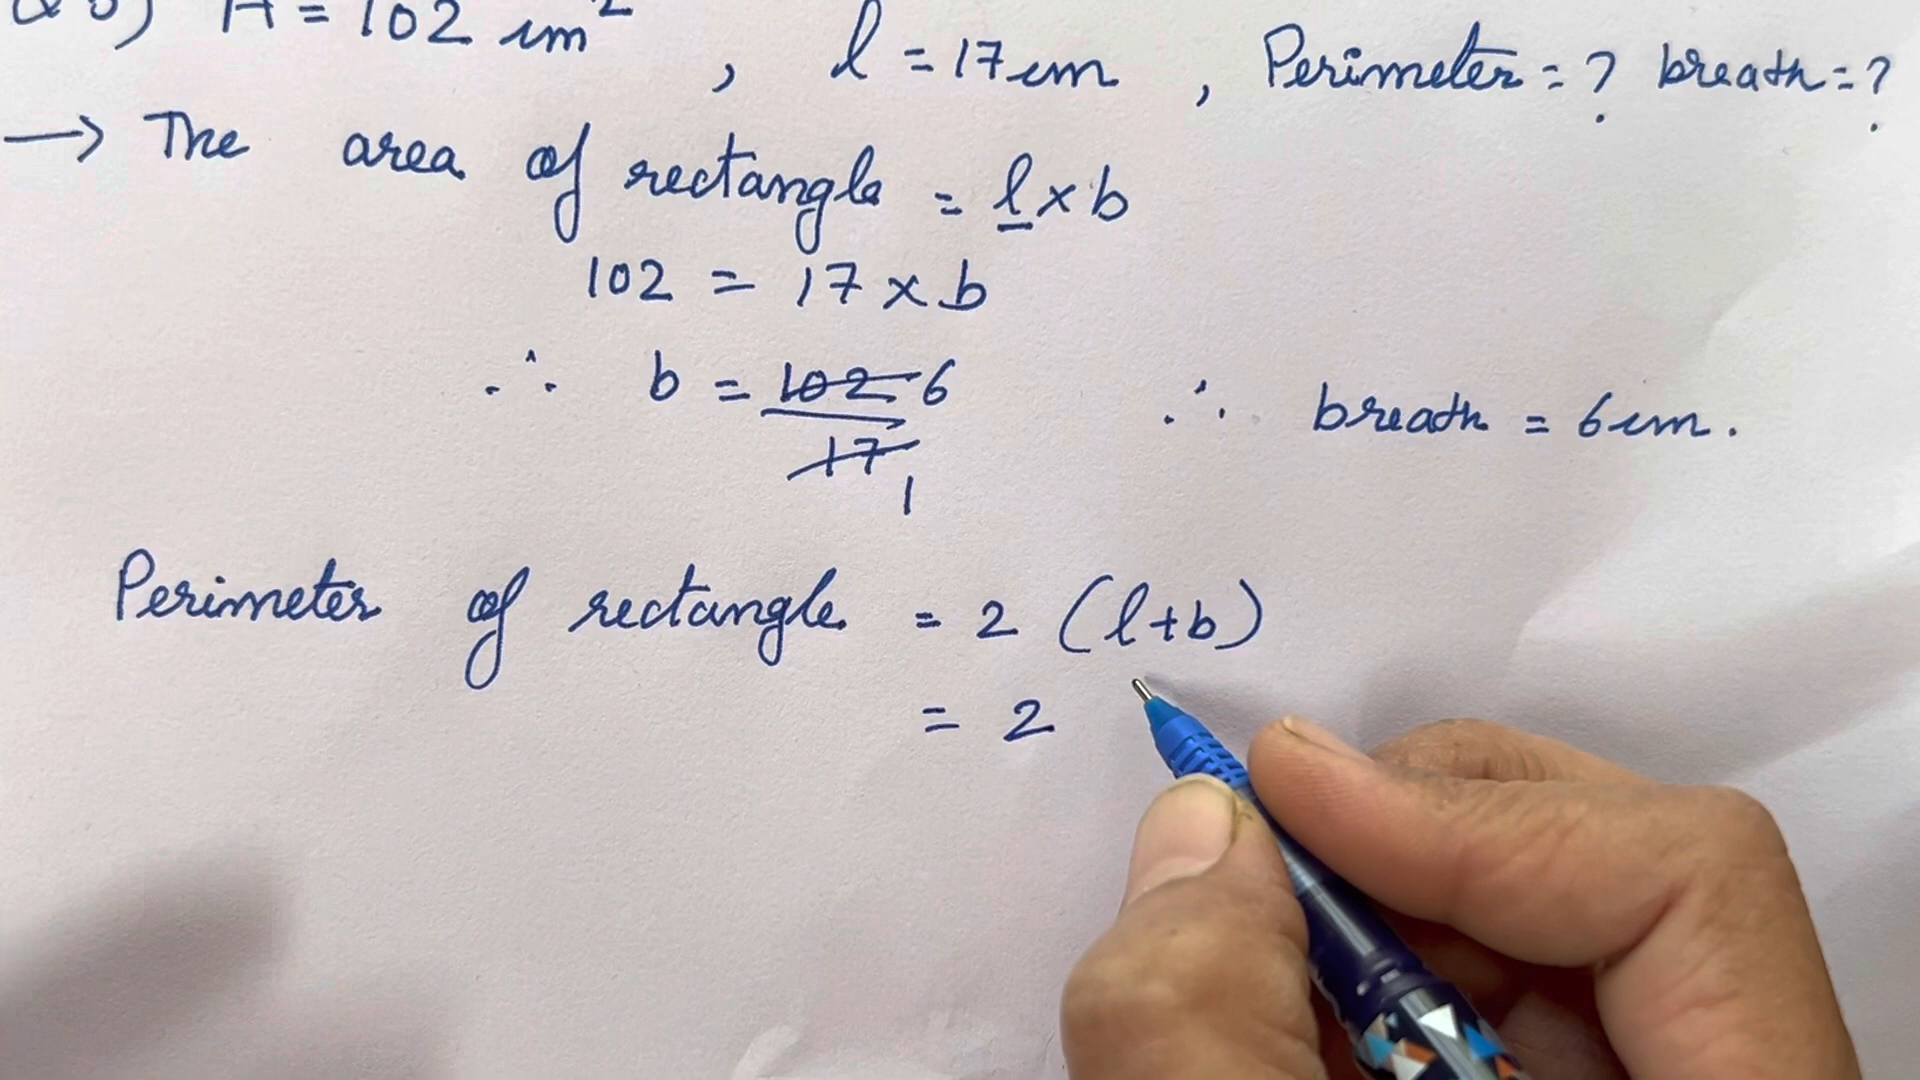 A = 102 cm² , l = 17 cm , Perimeter = ? breath = ?
→ The area of rectangle = l × b
102 = 17 × b
∴ b = 102 6 ∴ breath = 6 cm.
17 1
Perimeter of rectangle = 2 (l + b)
= 2